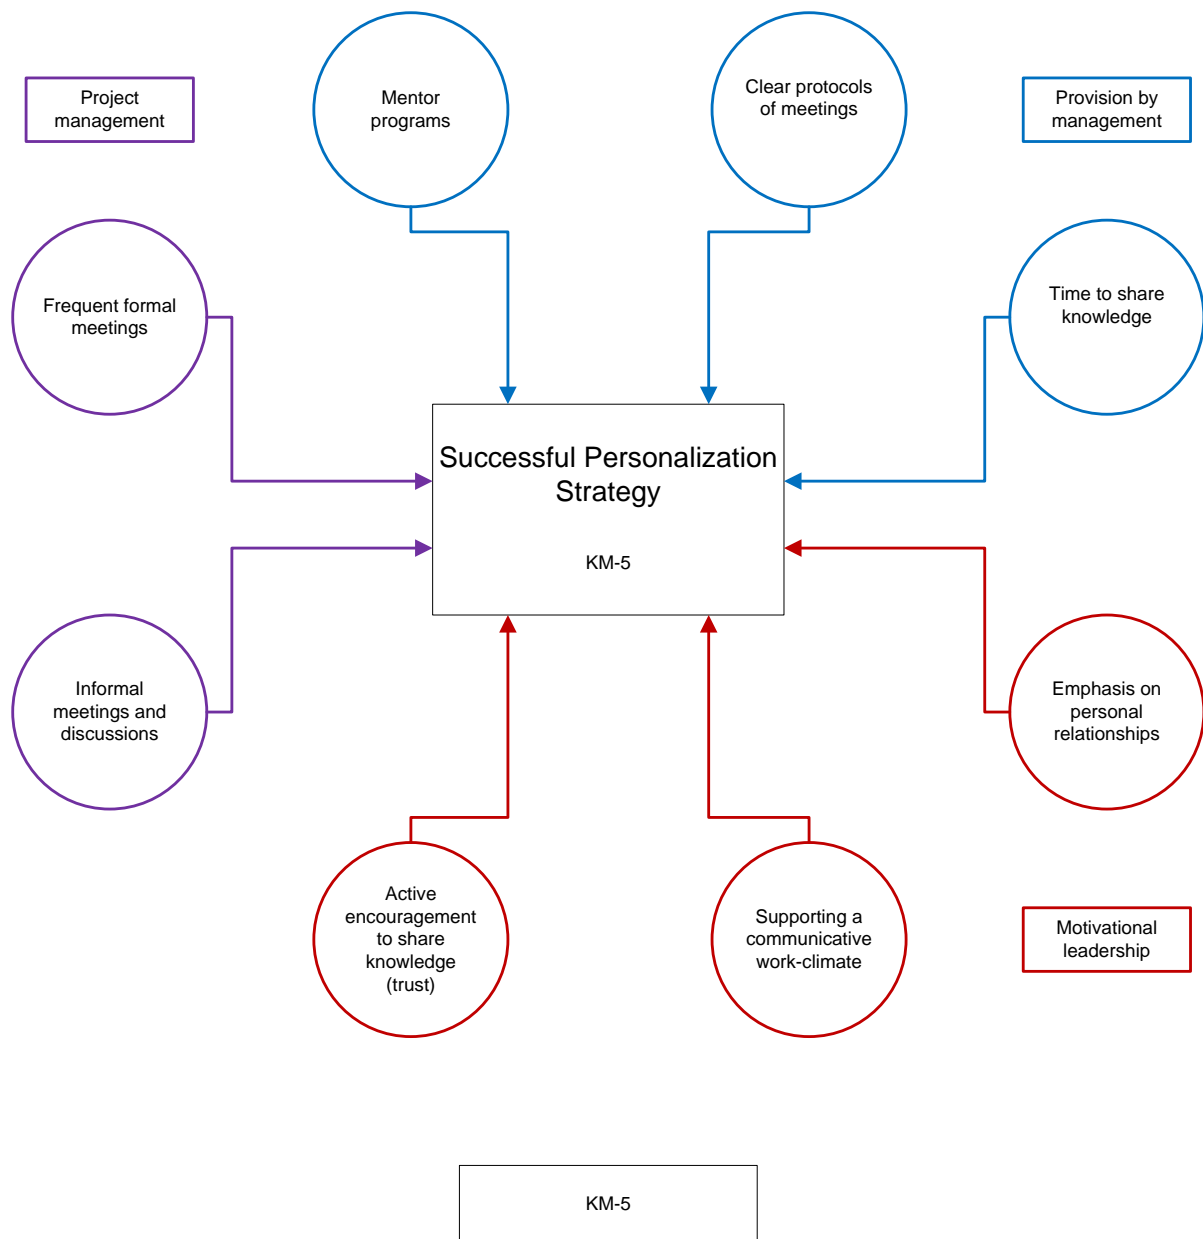 Project
management
Mentor
programs
Clear protocols
of meetings
Provision by
management
Frequent formal
meetings
Time to share
knowledge
Successful Personalization
Strategy
KM-5
Informal
meetings and
discussions
Emphasis on
personal
relationships
Active
encouragement
to share
knowledge
(trust)
Supporting a
communicative
work-climate
Motivational
leadership
KM-5